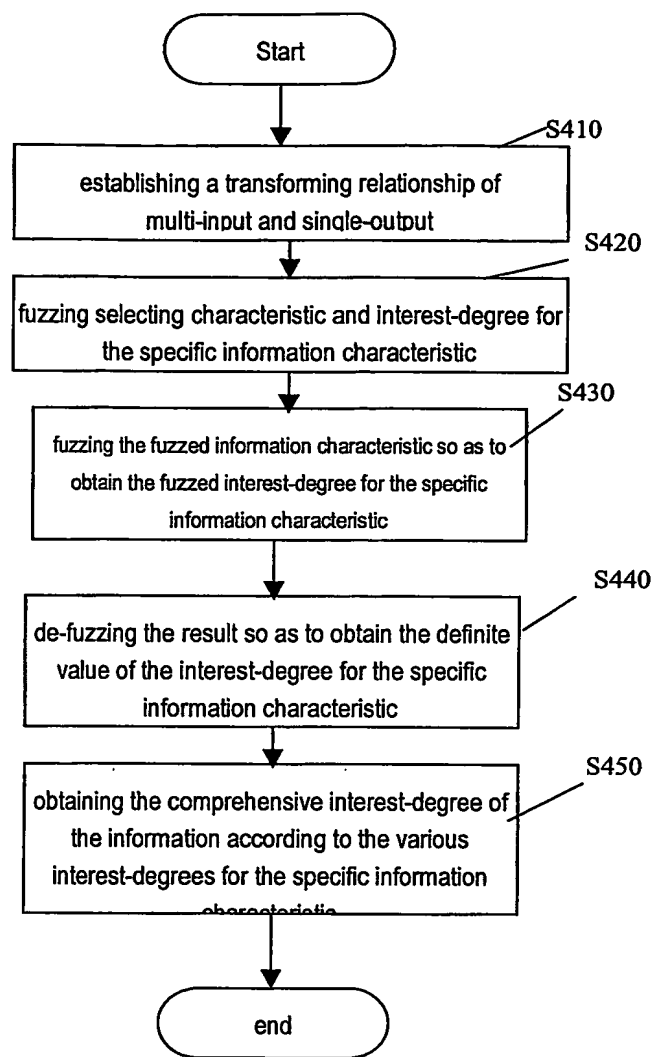 Start
S410
establishing a transforming relationship of
multi-input and single-output
S420
fuzzing selecting characteristic and interest-degree for
the specific information characteristic
S430
fuzzing the fuzzed information characteristic so as to
obtain the fuzzed interest-degree for the specific
information characteristic
S440
de-fuzzing the result so as to obtain the definite
value of the interest-degree for the specific
information characteristic
S450
obtaining the comprehensive interest-degree of
the information according to the various
interest-degrees for the specific information
characteristic
end